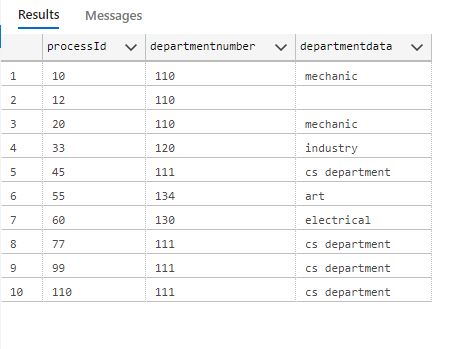 Results Messages
processId departmentnumber departmentdata
1 10 110 mechanic
2 12 110
3 20 110 mechanic
4 33 120 industry
5 45 111 cs department
6 55 134 art
7 60 130 electrical
8 77 111 cs department
9 99 111 cs department
10 110 111 cs department